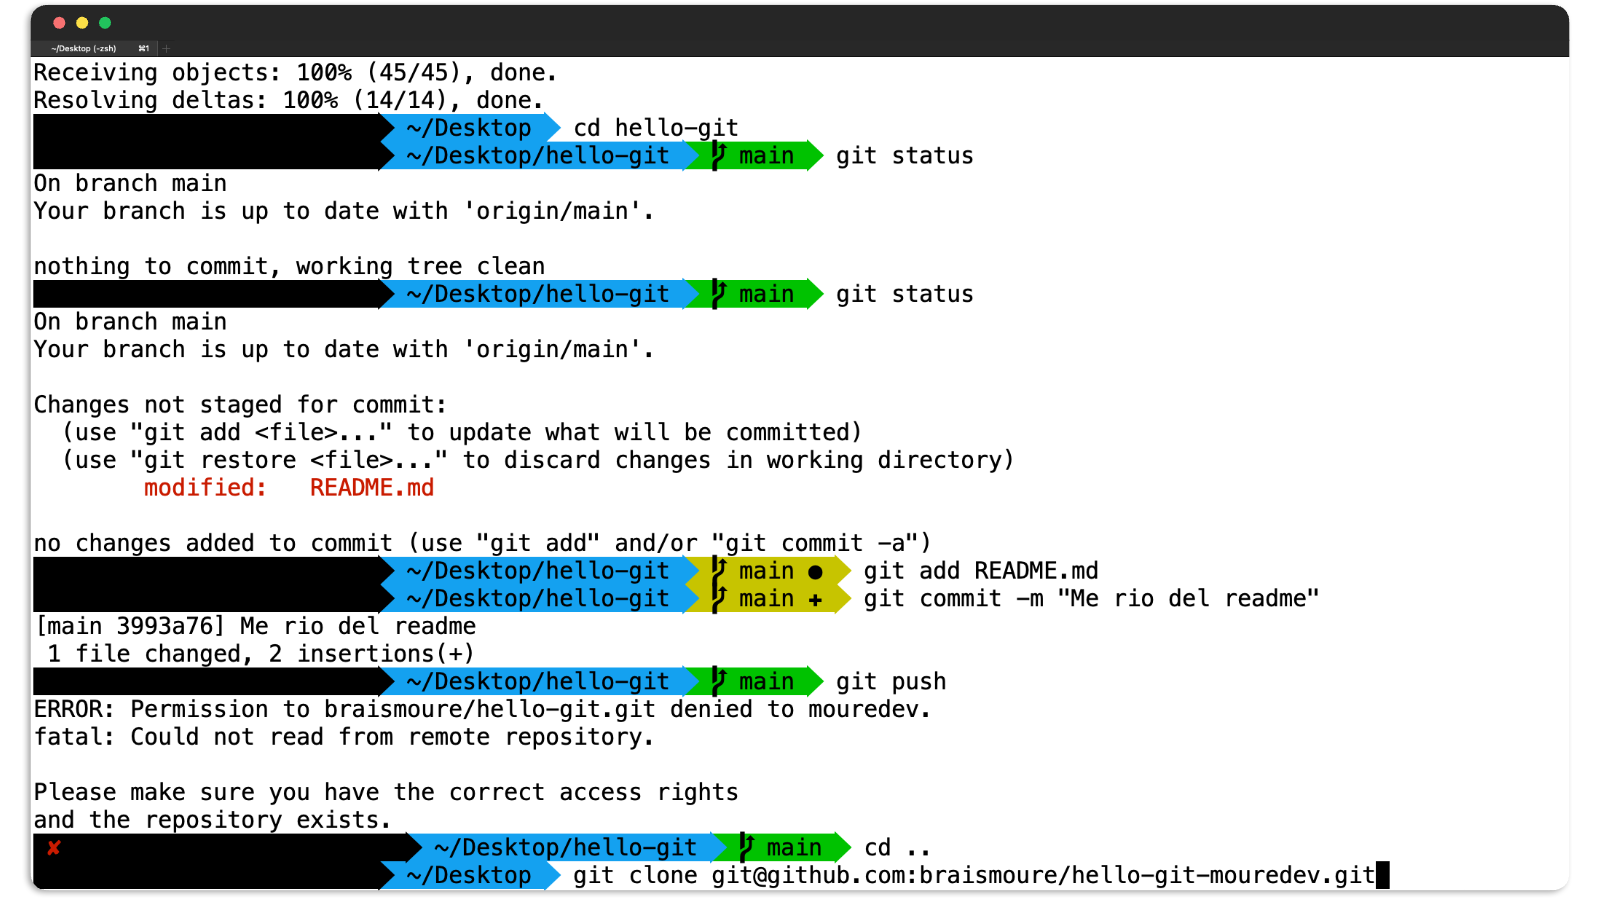 ~/Desktop (-zsh) ⌘1 +
Receiving objects: 100% (45/45), done.
Resolving deltas: 100% (14/14), done.
~/Desktop cd hello-git
~/Desktop/hello-git main git status
On branch main
Your branch is up to date with 'origin/main'.
nothing to commit, working tree clean
~/Desktop/hello-git main git status
On branch main
Your branch is up to date with 'origin/main'.
Changes not staged for commit:
(use "git add <file>..." to update what will be committed)
(use "git restore <file>..." to discard changes in working directory)
modified: README.md
no changes added to commit (use "git add" and/or "git commit -a")
~/Desktop/hello-git main ● git add README.md
~/Desktop/hello-git main + git commit -m "Me rio del readme"
[main 3993a76] Me rio del readme
1 file changed, 2 insertions(+)
~/Desktop/hello-git main git push
ERROR: Permission to braismoure/hello-git.git denied to mouredev.
fatal: Could not read from remote repository.
Please make sure you have the correct access rights
and the repository exists.
✘ ~/Desktop/hello-git main cd ..
~/Desktop git clone git@github.com:braismoure/hello-git-mouredev.git